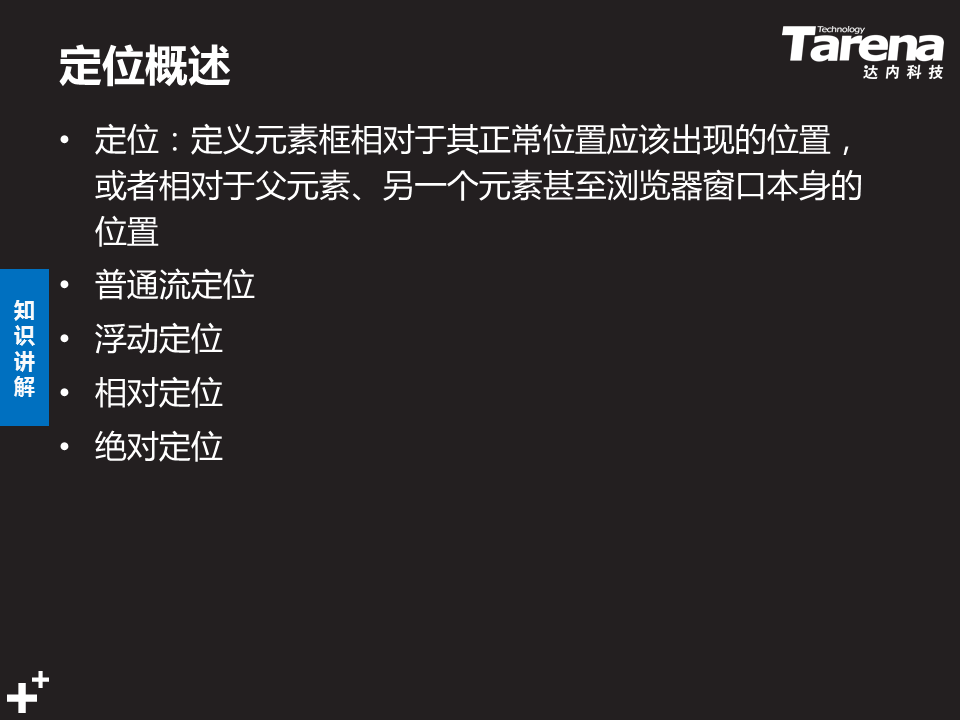 定位概述
Technology
Tarena
达内科技
• 定位：定义元素框相对于其正常位置应该出现的位置，
或者相对于父元素、另一个元素甚至浏览器窗口本身的
位置
• 普通流定位
• 浮动定位
• 相对定位
• 绝对定位
知
识
讲
解